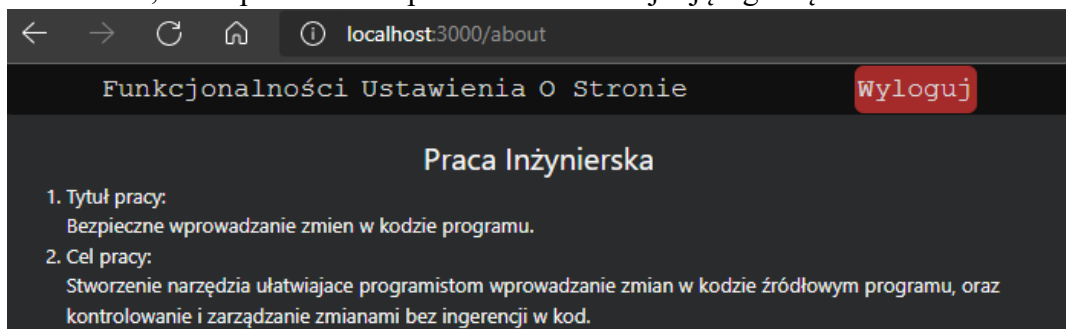 localhost:3000/about
Funkcjonalności Ustawienia O Stronie Wyloguj
Praca Inżynierska
1. Tytuł pracy:
Bezpieczne wprowadzanie zmien w kodzie programu.
2. Cel pracy:
Stworzenie narzędzia ułatwiajace programistom wprowadzanie zmian w kodzie źródłowym programu, oraz
kontrolowanie i zarządzanie zmianami bez ingerencji w kod.